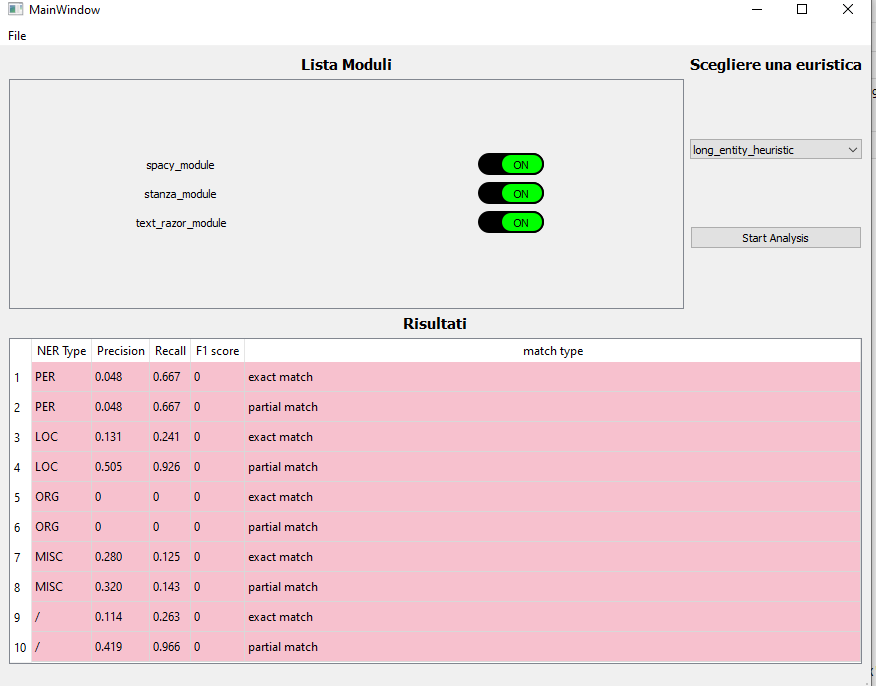 MainWindow
File
Lista Moduli
Scegliere una euristica
spacy_module ON
stanza_module ON
text_razor_module ON
long_entity_heuristic
Start Analysis
Risultati
NER Type Precision Recall F1 score match type
1 PER 0.048 0.667 0 exact match
2 PER 0.048 0.667 0 partial match
3 LOC 0.131 0.241 0 exact match
4 LOC 0.505 0.926 0 partial match
5 ORG 0 0 0 exact match
6 ORG 0 0 0 partial match
7 MISC 0.280 0.125 0 exact match
8 MISC 0.320 0.143 0 partial match
9 / 0.114 0.263 0 exact match
10 / 0.419 0.966 0 partial match